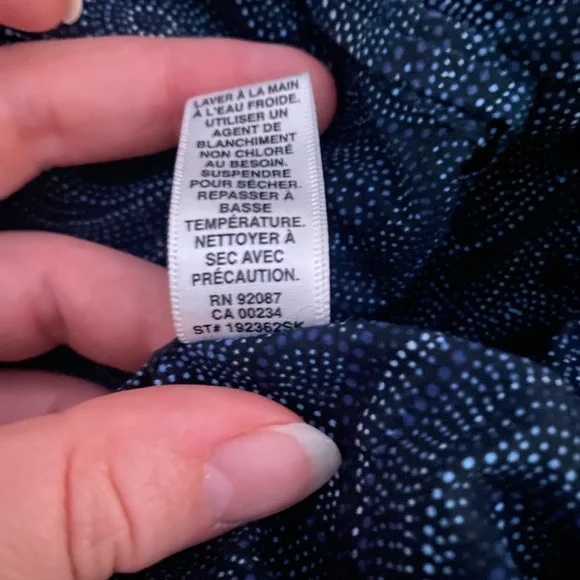 LAVER À LA MAIN
À L'EAU FROIDE.
UTILISER UN
AGENT DE
BLANCHIMENT
NON CHLORÉ
AU BESOIN.
SUSPENDRE
POUR SÉCHER.
REPASSER À
BASSE
TEMPÉRATURE.
NETTOYER À
SEC AVEC
PRÉCAUTION.
RN 92087
CA 00234
ST# 192362SK